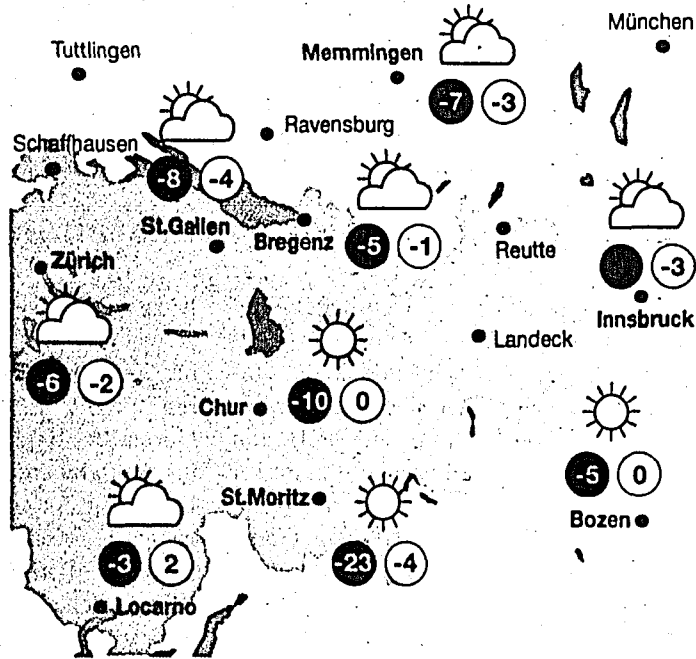 München
Tuttlingen
Memmingen
-7 -3
Ravensburg
Schaffhausen
-8 -4
St.Gallen
Bregenz
-5 -1
Reutte
-3
Innsbruck
Zürich
-6 -2
Landeck
Chur
-10 0
-5 0
Bozen
St.Moritz
-3 2
-23 -4
Locarno